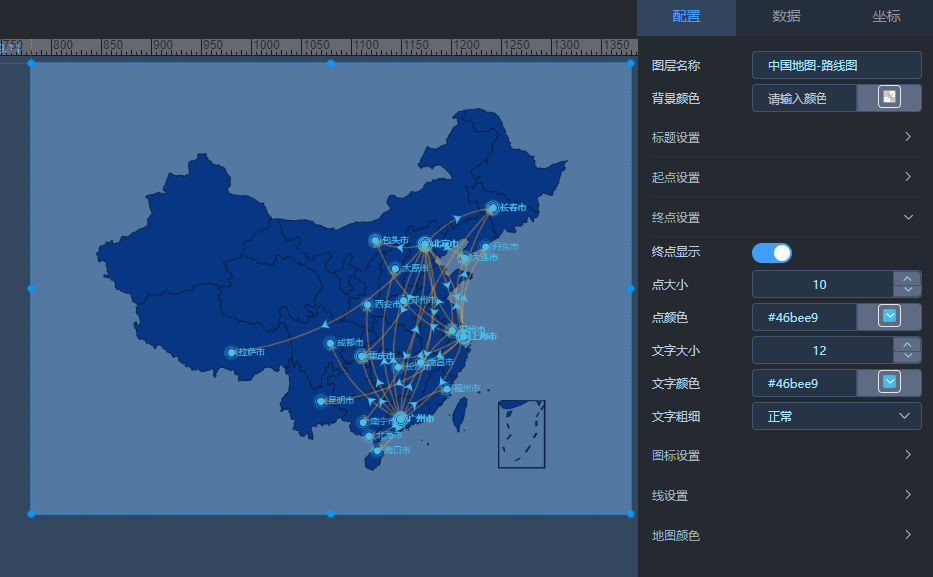 配置 数据 坐标
750 800 850 900 950 1000 1050 1100 1150 1200 1250 1300 1350
图层名称 中国地图-路线图
背景颜色 请输入颜色
标题设置
起点设置
终点设置
终点显示
点大小 10
点颜色 #46bee9
文字大小 12
文字颜色 #46bee9
文字粗细 正常
图标设置
线设置
地图颜色
长春市
包头市 北京市 丹东市
大连市
太原市
西安市 郑州市
上海市
成都市
拉萨市 重庆市
长沙市 南昌市
福州市
昆明市
南宁市 广州市
北海市
海口市